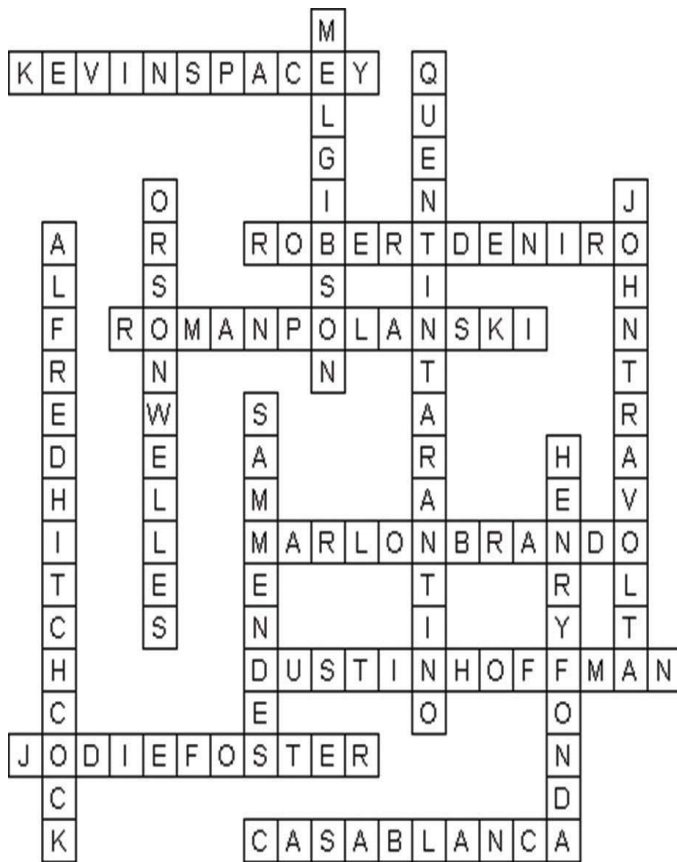 MELGIBSON
KEVINSPACEY
QUENTINTARANTINO
ORSONWELLES
JOHNTRAVOLTA
ALFREDHITCHCOCK
ROBERTDENIRO
ROMANPOLANSKI
SAMMENDES
HENRYFONDA
MARLONBRANDO
DUSTINHOFFMAN
JODIEFOSTER
CASABLANCA